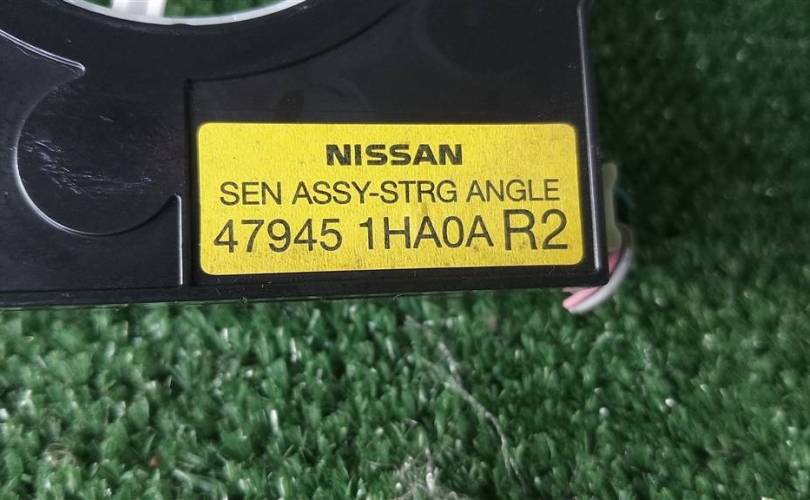 NISSAN
SEN ASSY-STRG ANGLE
47945 1HA0A R2